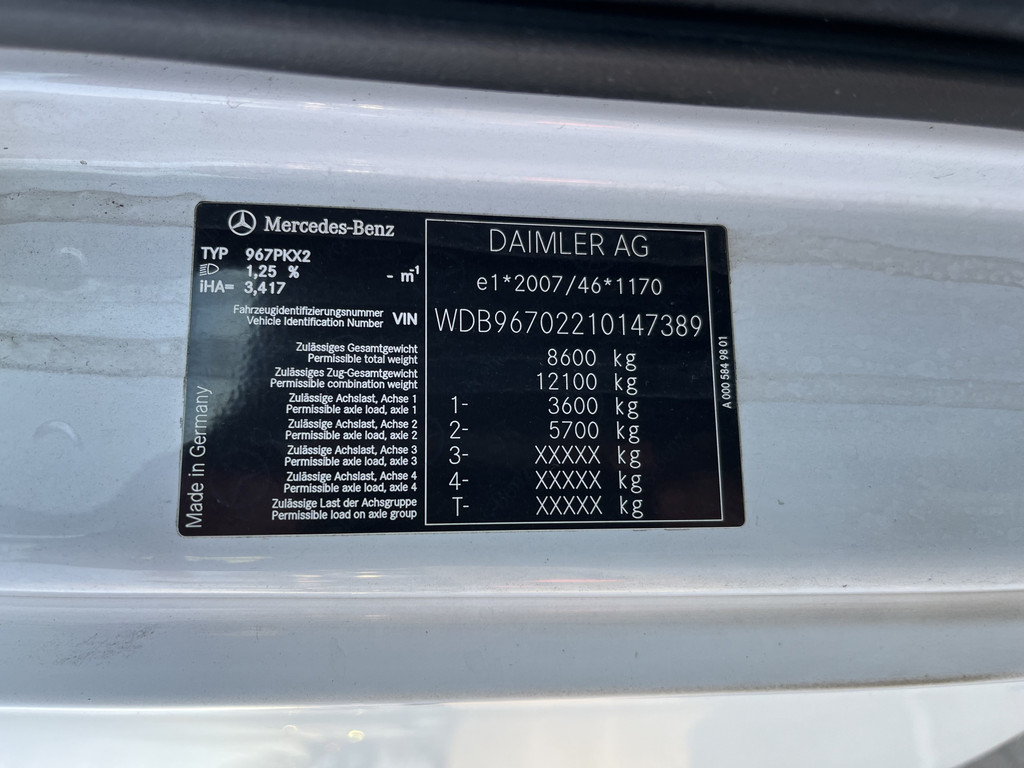 Mercedes-Benz
TYP 967PKX2
1,25 % - m⁻¹
iHA= 3,417
DAIMLER AG
e1*2007/46*1170
Fahrzeugidentifizierungsnummer
Vehicle Identification Number VIN WDB96702210147389
Zulässiges Gesamtgewicht
Permissible total weight 8600 kg
Zulässiges Zug-Gesamtgewicht
Permissible combination weight 12100 kg
Zulässige Achslast, Achse 1
Permissible axle load, axle 1 1- 3600 kg
Zulässige Achslast, Achse 2
Permissible axle load, axle 2 2- 5700 kg
Zulässige Achslast, Achse 3
Permissible axle load, axle 3 3- XXXXX kg
Zulässige Achslast, Achse 4
Permissible axle load, axle 4 4- XXXXX kg
Zulässige Last der Achsgruppe
Permissible load on axle group T- XXXXX kg
Made in Germany
A 000 584 98 01